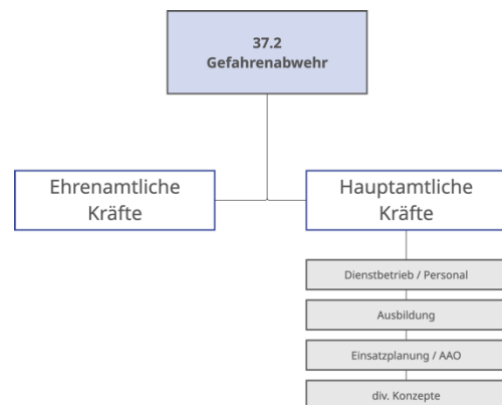 37.2
Gefahrenabwehr
Ehrenamtliche
Kräfte
Hauptamtliche
Kräfte
Dienstbetrieb / Personal
Ausbildung
Einsatzplanung / AAO
div. Konzepte